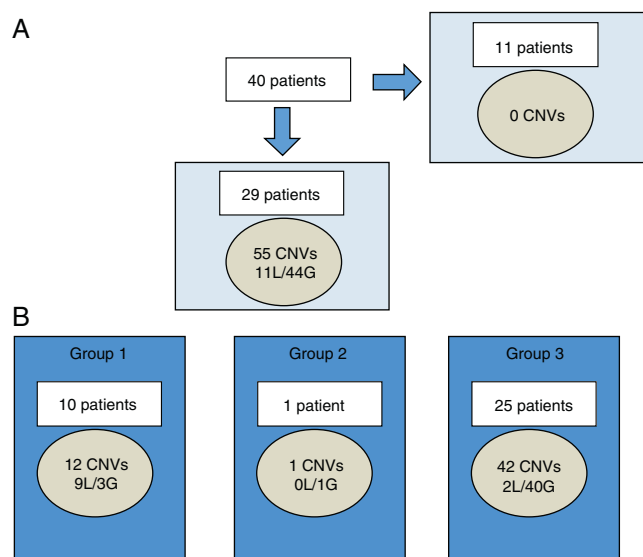 A
11 patients
40 patients
0 CNVs
29 patients
55 CNVs
11L/44G
B
Group 1
Group 2
Group 3
10 patients
1 patient
25 patients
12 CNVs
9L/3G
1 CNVs
0L/1G
42 CNVs
2L/40G